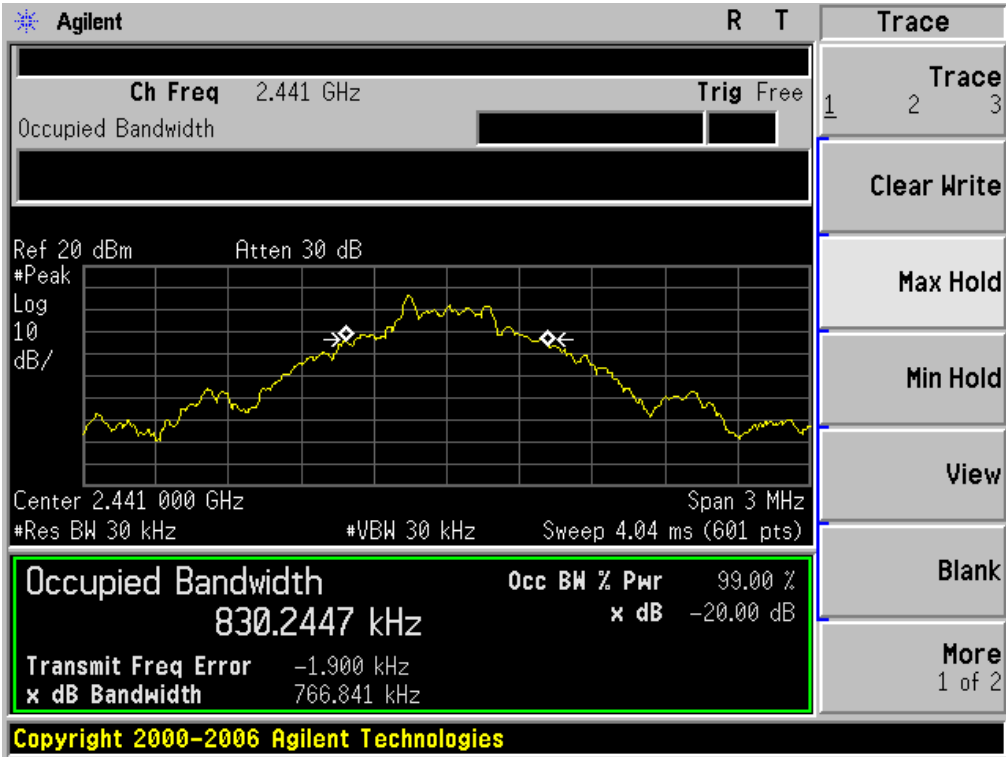 Agilent R T Trace
Ch Freq 2.441 GHz Trig Free
Occupied Bandwidth
Trace
1 2 3
Clear Write
Max Hold
Min Hold
View
Blank
More
1 of 2
Ref 20 dBm Atten 30 dB
#Peak
Log
10
dB/
Center 2.441 000 GHz Span 3 MHz
#Res BW 30 kHz #VBW 30 kHz Sweep 4.04 ms (601 pts)
Occupied Bandwidth Occ BW % Pwr 99.00 %
830.2447 kHz x dB -20.00 dB
Transmit Freq Error -1.900 kHz
x dB Bandwidth 766.841 kHz
Copyright 2000-2006 Agilent Technologies